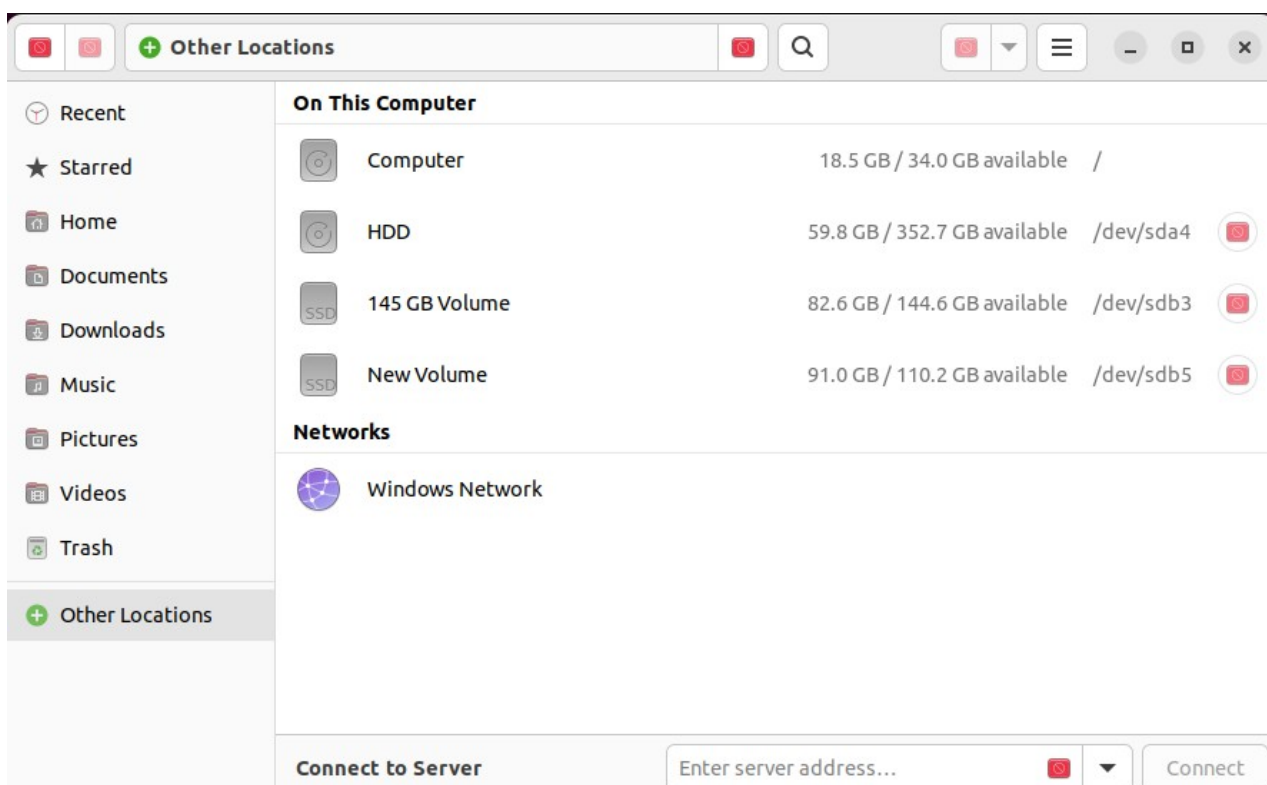 Other Locations
Recent
Starred
Home
Documents
Downloads
Music
Pictures
Videos
Trash
Other Locations
On This Computer
Computer 18.5 GB / 34.0 GB available /
HDD 59.8 GB / 352.7 GB available /dev/sda4
SSD 145 GB Volume 82.6 GB / 144.6 GB available /dev/sdb3
SSD New Volume 91.0 GB / 110.2 GB available /dev/sdb5
Networks
Windows Network
Connect to Server Enter server address... Connect